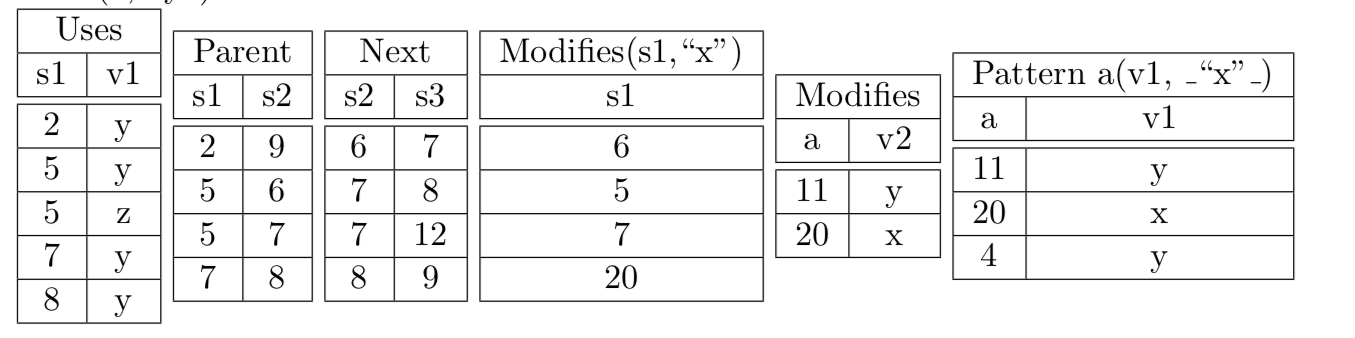 Uses
s1 v1
2 y
5 y
5 z
7 y
8 y
Parent
s1 s2
2 9
5 6
5 7
7 8
Next
s2 s3
6 7
7 8
7 12
8 9
Modifies(s1,“x”)
s1
6
5
7
20
Modifies
a v2
11 y
20 x
Pattern a(v1, _“x”_)
a v1
11 y
20 x
4 y